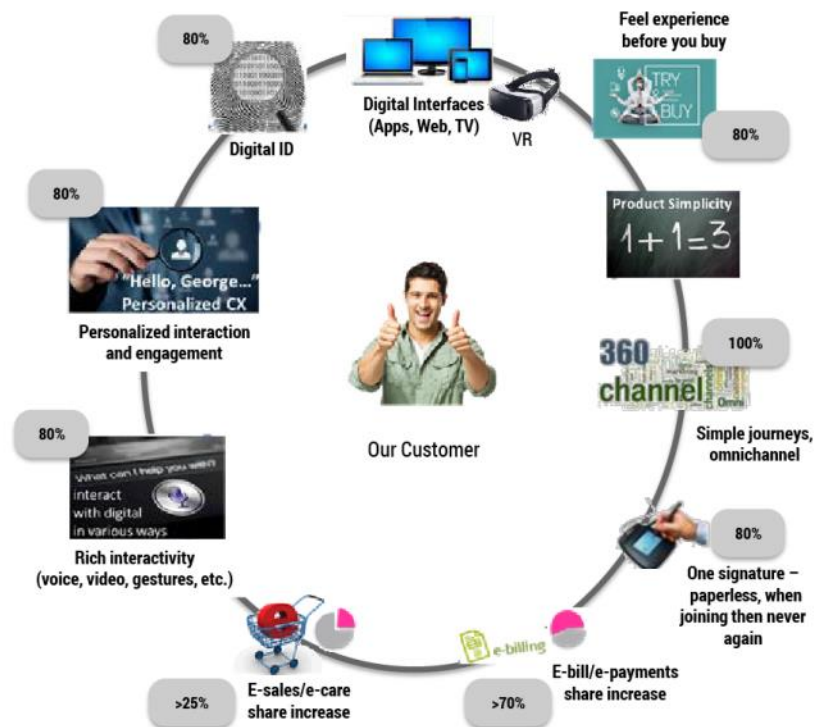 80%
Digital ID
Digital Interfaces
(Apps, Web, TV)
VR
Feel experience
before you buy
TRY
BUY
80%
Product Simplicity
1+1=3
360
channel
marketing
channels
Omni
100%
Simple journeys,
omnichannel
80%
One signature –
paperless, when
joining then never
again
e-billing
E-bill/e-payments
share increase
>70%
E-sales/e-care
share increase
>25%
80%
What can I help you with?
interact
with digital
in various ways
Rich interactivity
(voice, video, gestures, etc.)
80%
"Hello, George..."
Personalized CX
Personalized interaction
and engagement
Our Customer